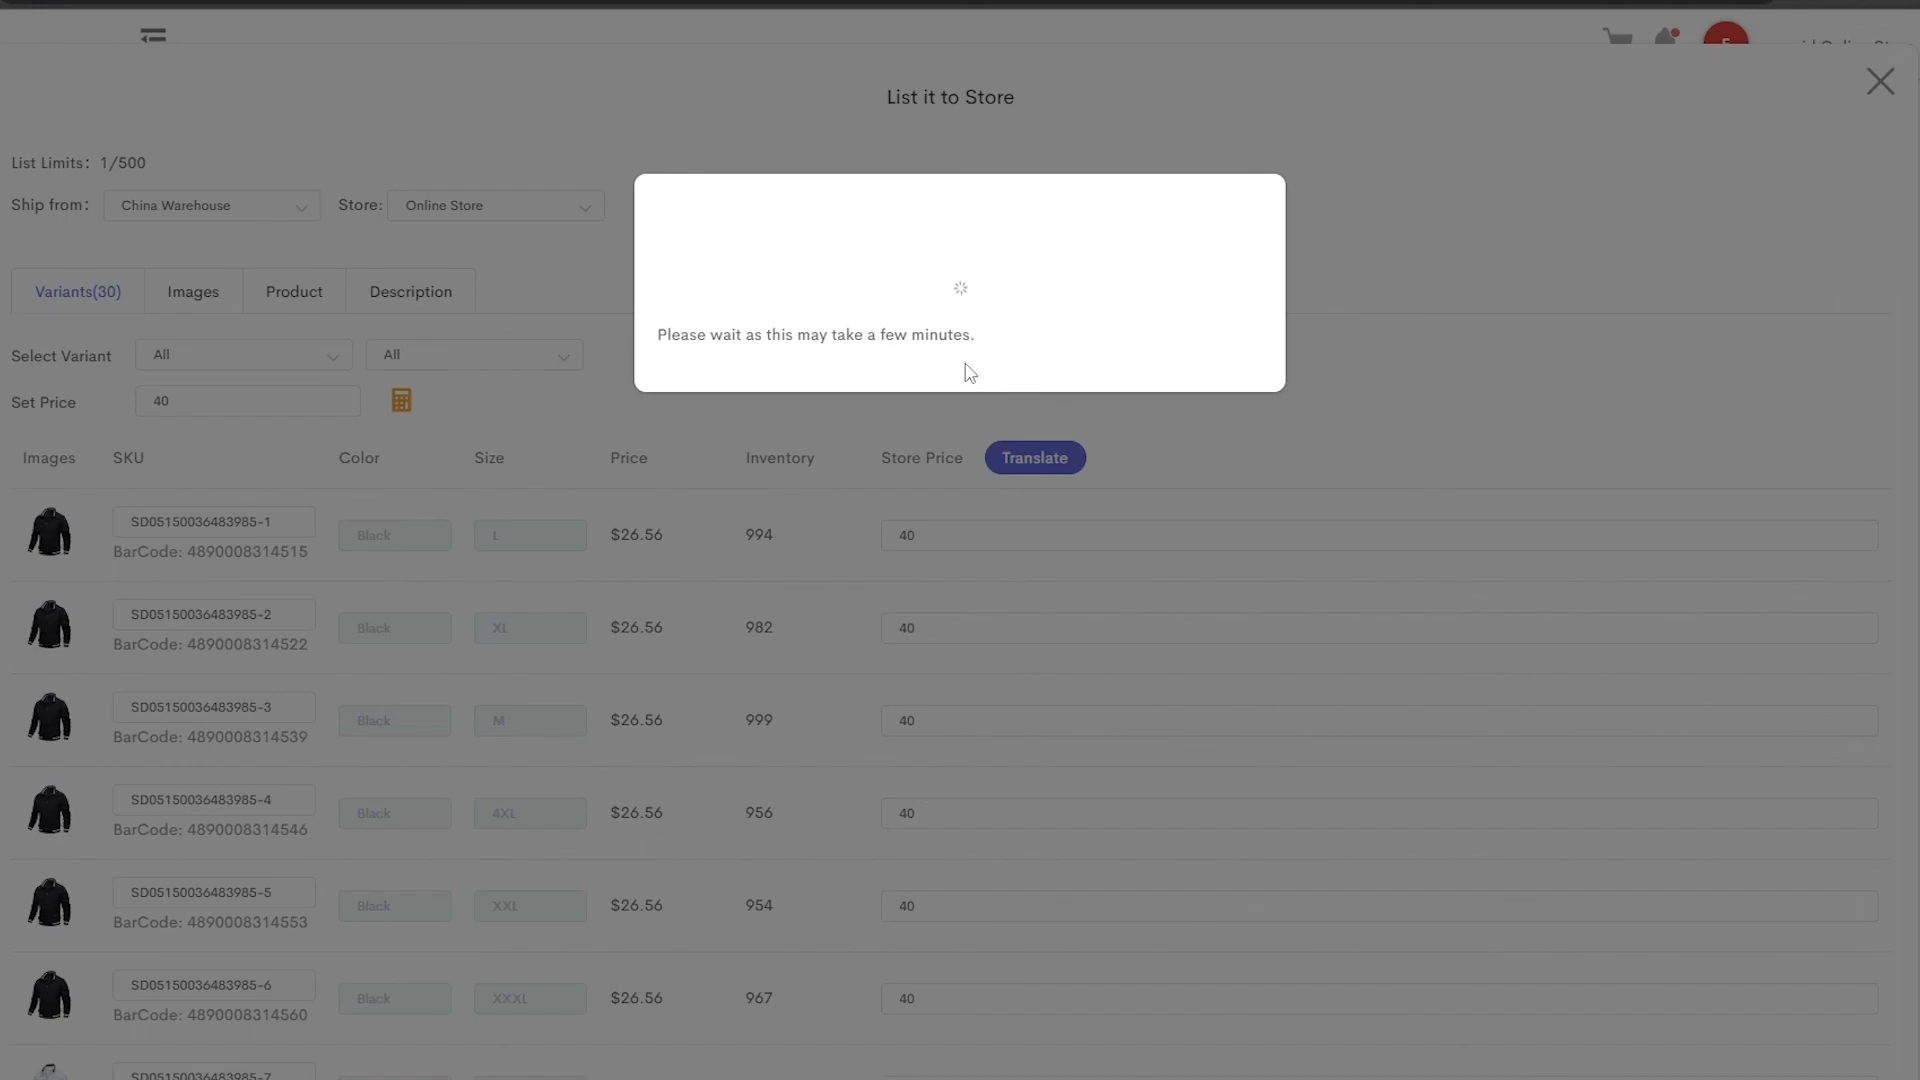 List it to Store
List Limits: 1/500
Ship from: China Warehouse Store: Online Store
Variants(30) Images Product Description
Please wait as this may take a few minutes.
Select Variant All All
Set Price 40
Images SKU Color Size Price Inventory Store Price Translate
SD05150036483985-1
Black L $26.56 994 40
BarCode: 4890008314515
SD05150036483985-2
Black XL $26.56 982 40
BarCode: 4890008314522
SD05150036483985-3
Black M $26.56 999 40
BarCode: 4890008314539
SD05150036483985-4
Black 4XL $26.56 956 40
BarCode: 4890008314546
SD05150036483985-5
Black XXL $26.56 954 40
BarCode: 4890008314553
SD05150036483985-6
Black XXXL $26.56 967 40
BarCode: 4890008314560
SD05150036483985-7